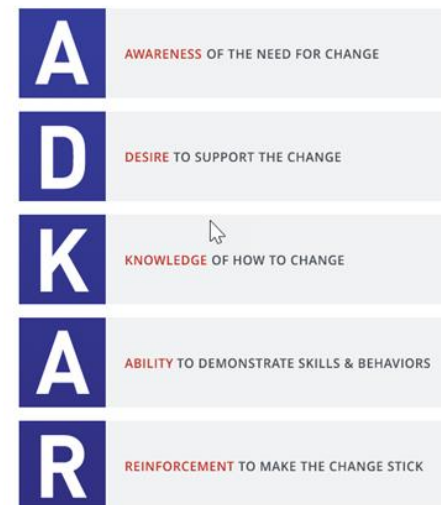 A
AWARENESS OF THE NEED FOR CHANGE
D
DESIRE TO SUPPORT THE CHANGE
K
KNOWLEDGE OF HOW TO CHANGE
A
ABILITY TO DEMONSTRATE SKILLS & BEHAVIORS
R
REINFORCEMENT TO MAKE THE CHANGE STICK